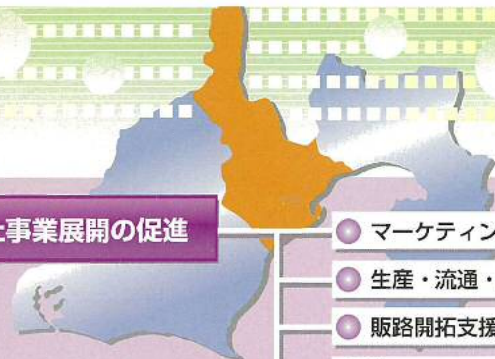 事業展開の促進
マーケティン
生産・流通・
販路開拓支援